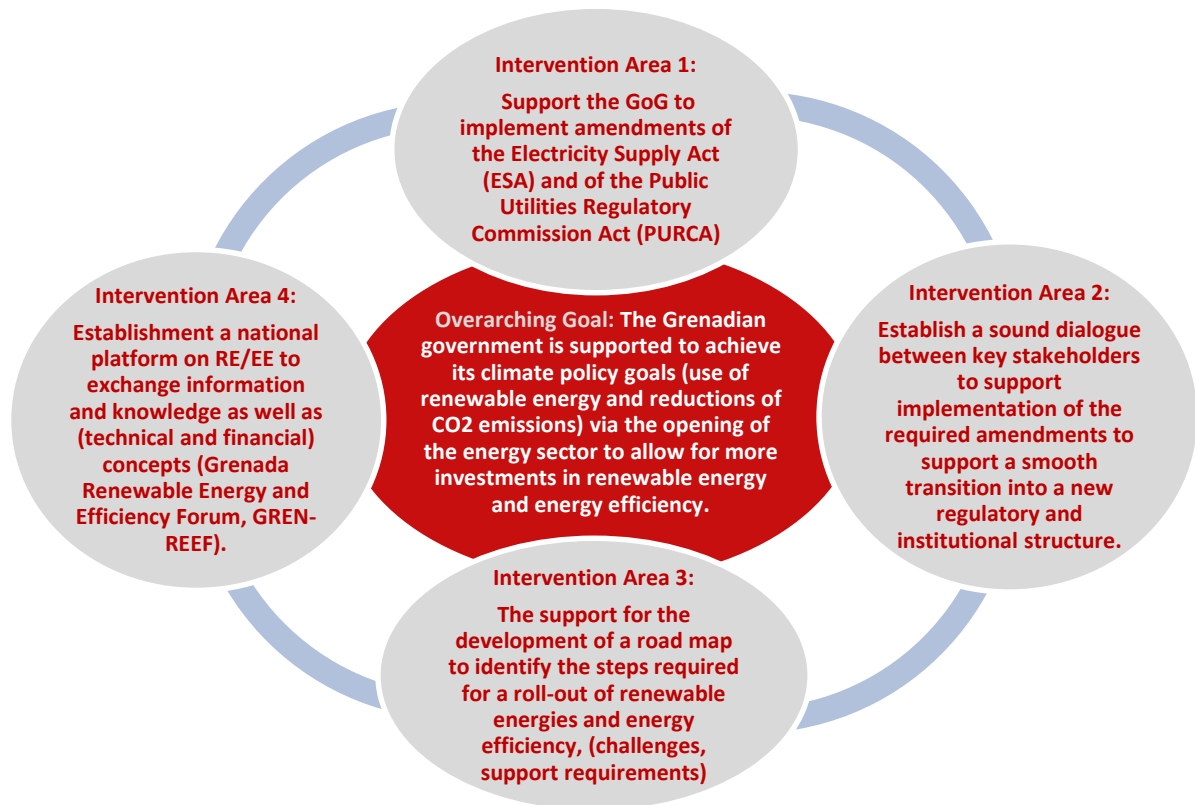 Intervention Area 1:
Support the GoG to
implement amendments of
the Electricity Supply Act
(ESA) and of the Public
Utilities Regulatory
Commission Act (PURCA)
Intervention Area 2:
Establish a sound dialogue
between key stakeholders
to support
implementation of the
required amendments to
support a smooth
transition into a new
regulatory and
institutional structure.
Intervention Area 3:
The support for the
development of a road map
to identify the steps required
for a roll-out of renewable
energies and energy
efficiency, (challenges,
support requirements)
Intervention Area 4:
Establishment a national
platform on RE/EE to
exchange information
and knowledge as well as
(technical and financial)
concepts (Grenada
Renewable Energy and
Efficiency Forum, GREN-
REEF).
Overarching Goal: The Grenadian
government is supported to achieve
its climate policy goals (use of
renewable energy and reductions of
CO2 emissions) via the opening of
the energy sector to allow for more
investments in renewable energy
and energy efficiency.